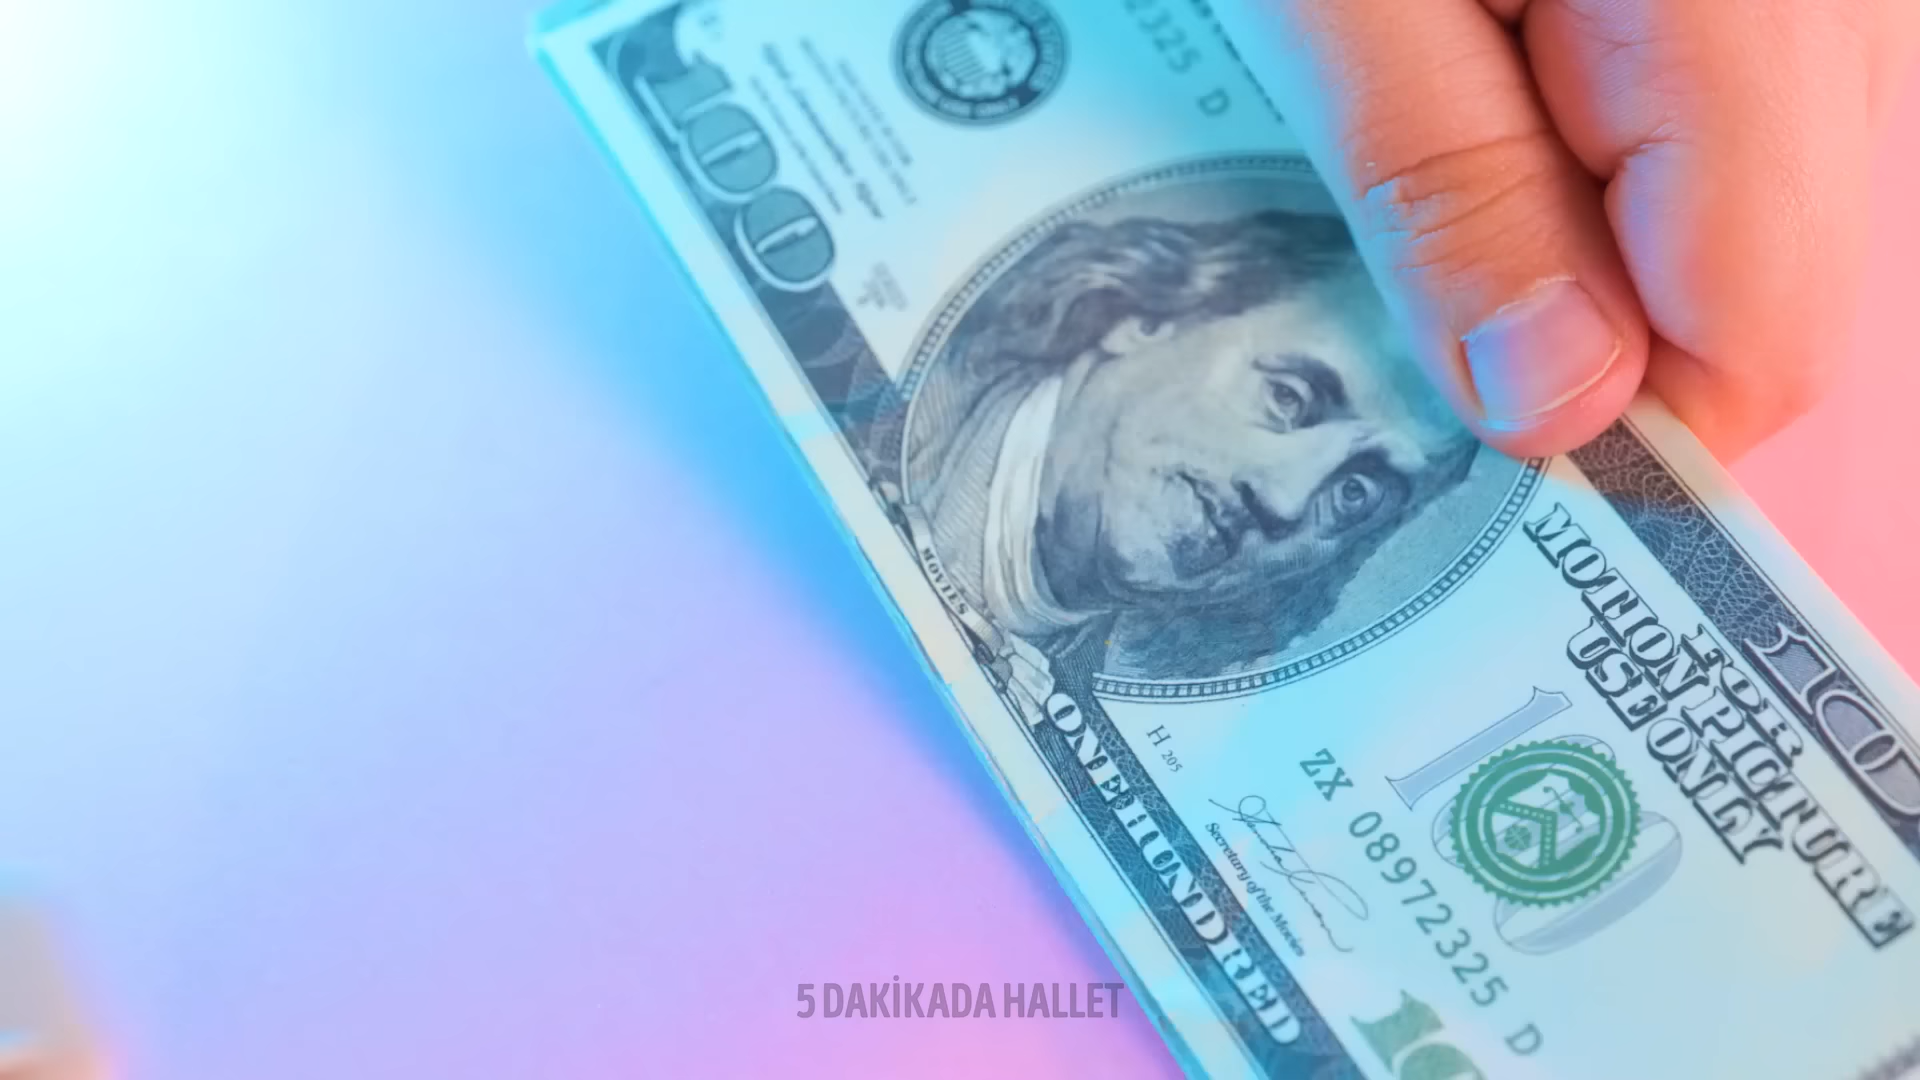 100
2325 D
MOVIES
ONE HUNDRED
H 205
Secretary of the Movies
ZX 08972325 D
100
FOR
MOTION PICTURE
USE ONLY
5 DAKİKADA HALLET